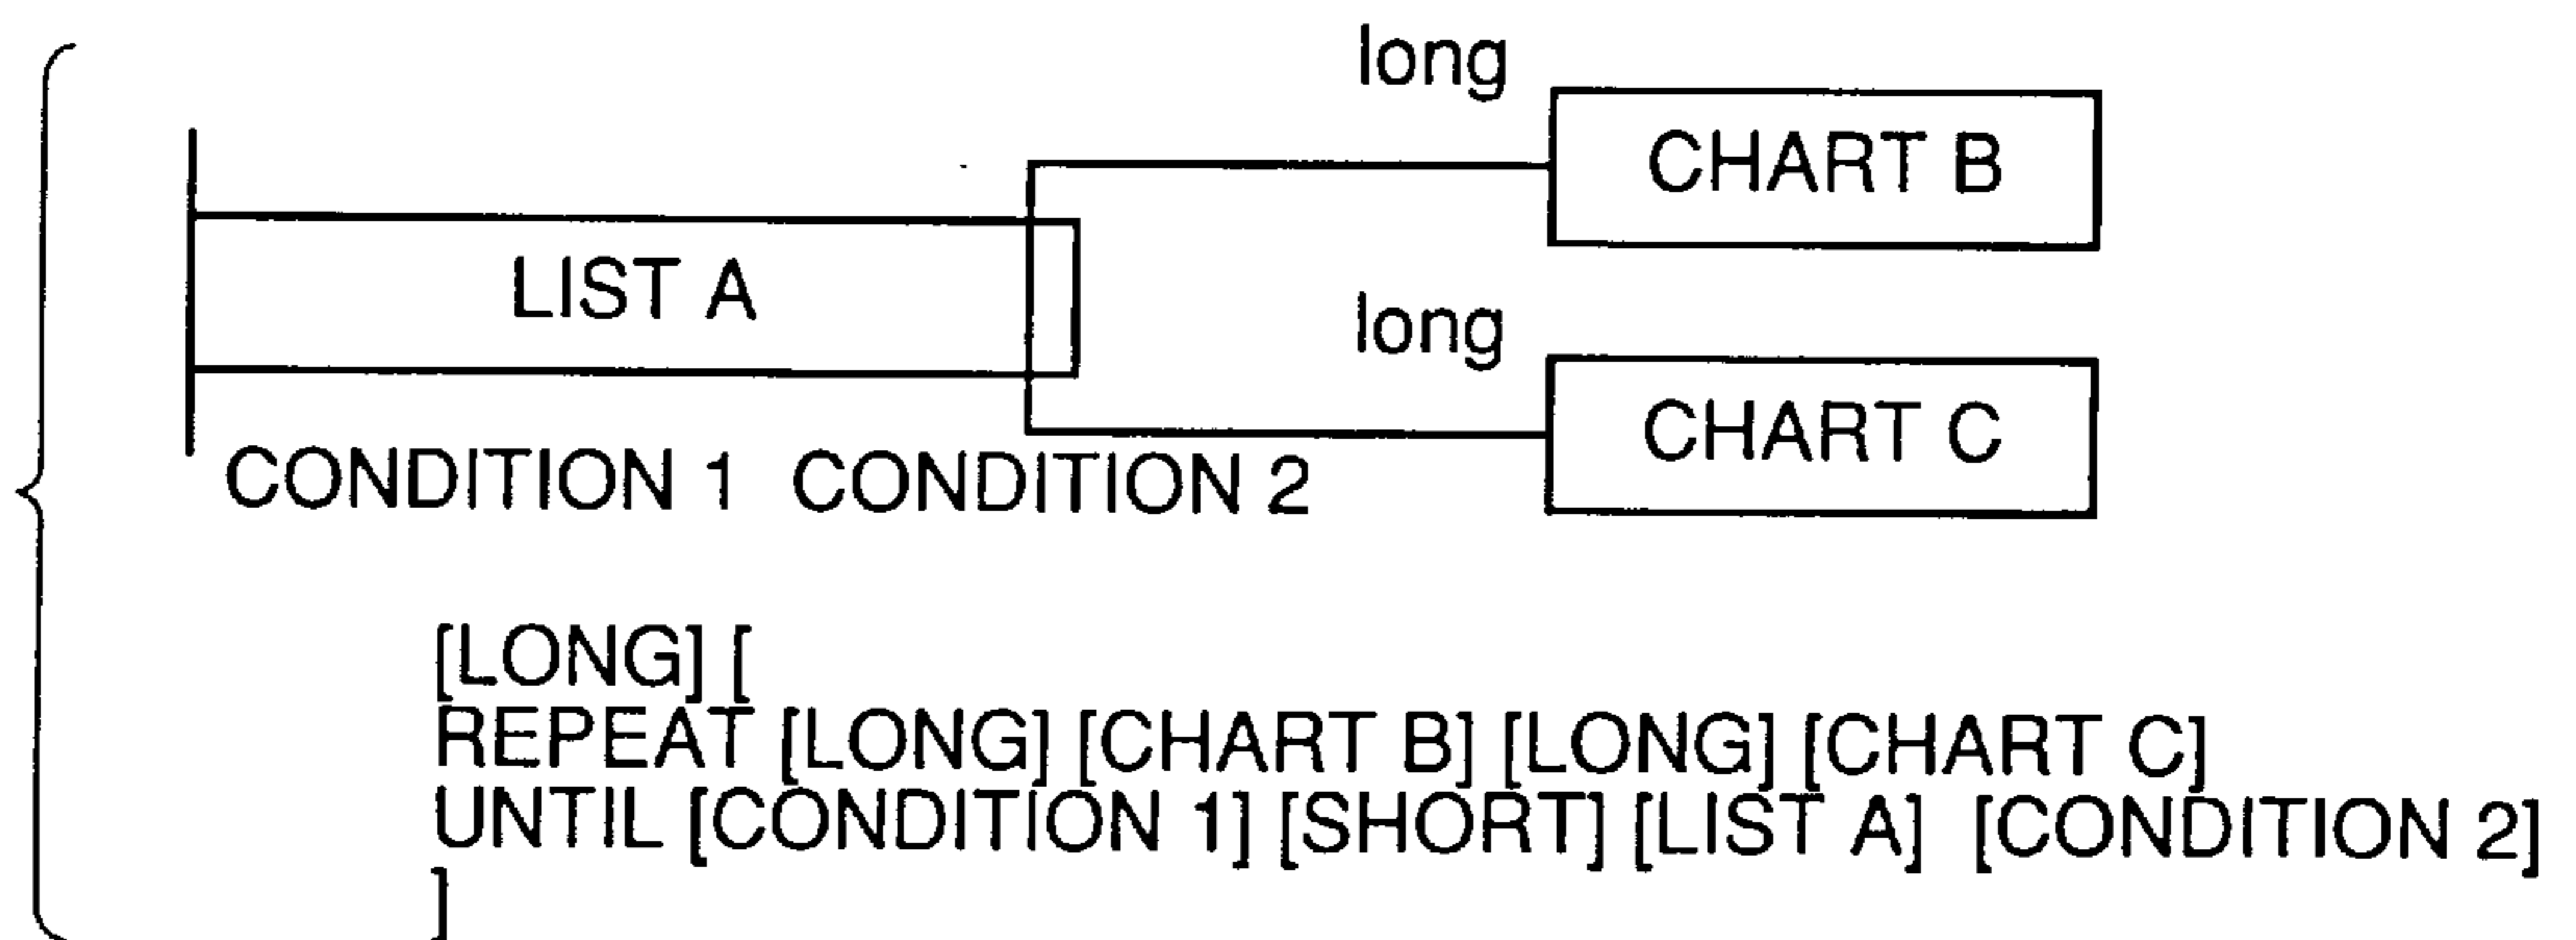 long
CHART B
LIST A
long
CHART C
CONDITION 1 CONDITION 2
[LONG] [
REPEAT [LONG] [CHART B] [LONG] [CHART C]
UNTIL [CONDITION 1] [SHORT] [LIST A] [CONDITION 2]
]